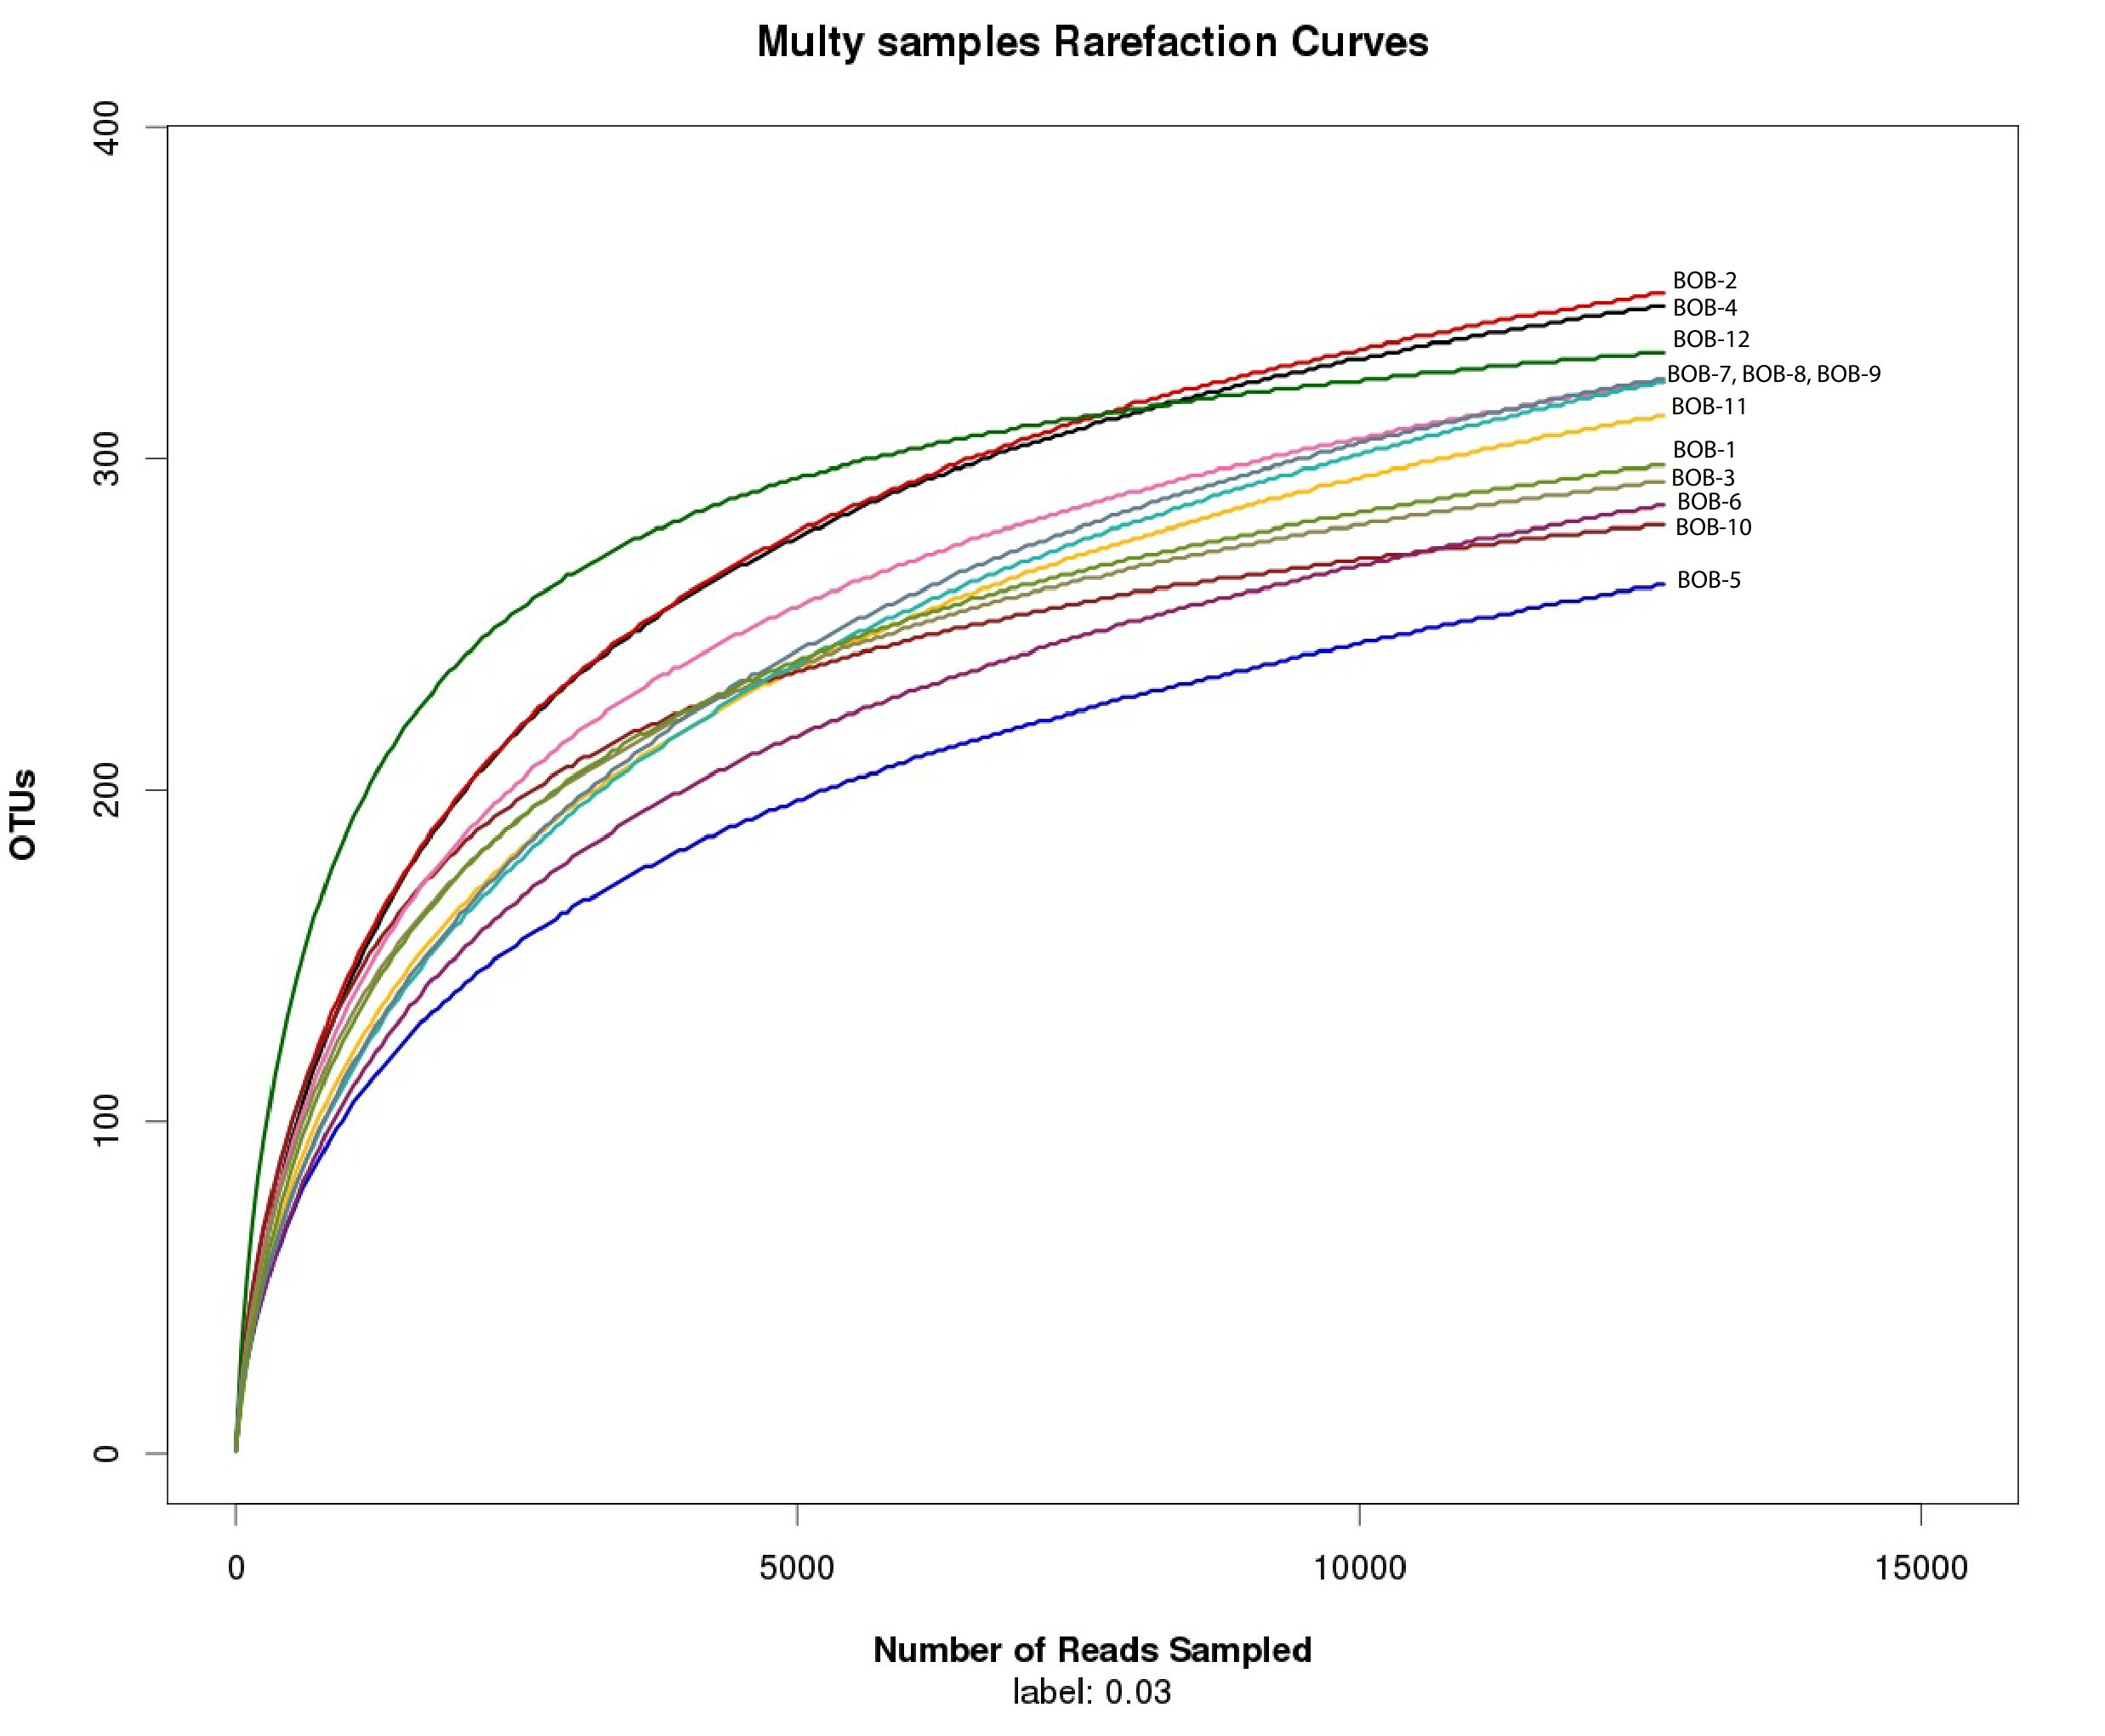 Multy samples Rarefaction Curves
400
300
200
100
0
OTUs
BOB-2
BOB-4
BOB-12
BOB-7, BOB-8, BOB-9
BOB-11
BOB-1
BOB-3
BOB-6
BOB-10
BOB-5
0 5000 10000 15000
Number of Reads Sampled
label: 0.03